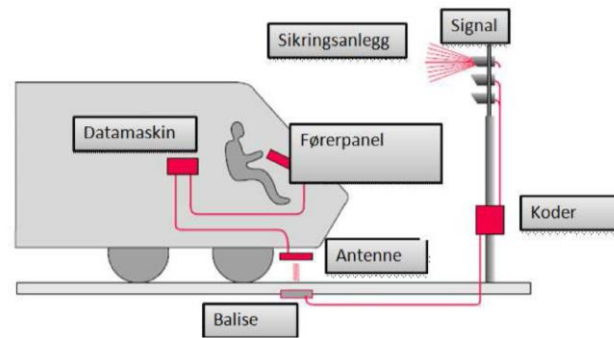 Signal
Sikringsanlegg
Datamaskin
Førerpanel
Koder
Antenne
Balise